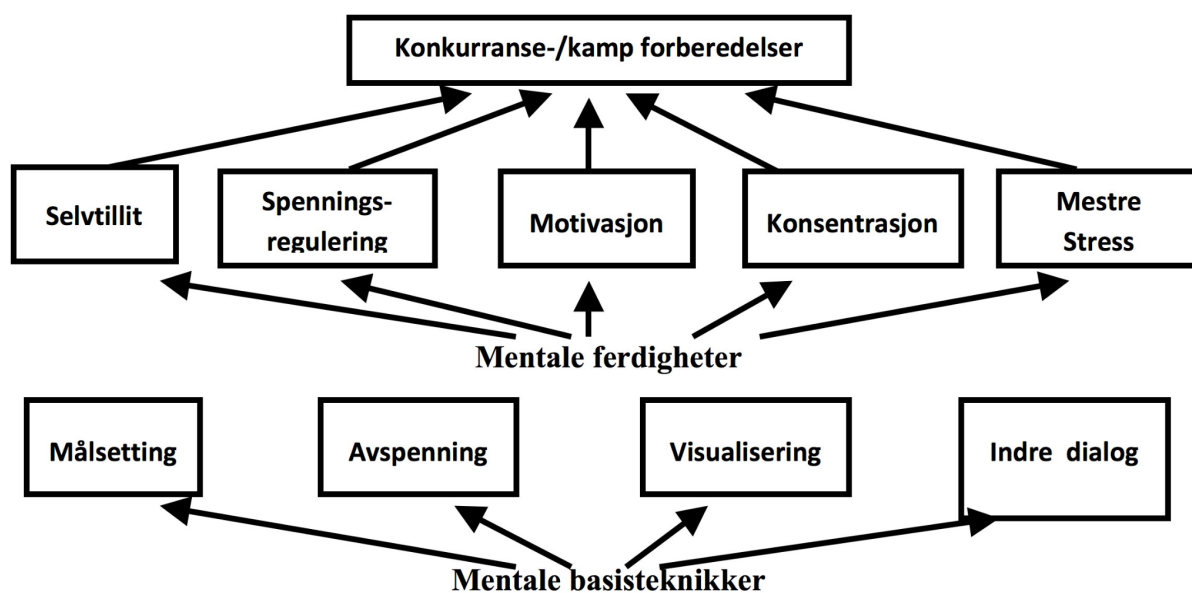 Konkurranse-/kamp forberedelser
Selvtillit
Spennings-
regulering
Motivasjon
Konsentrasjon
Mestre
Stress
Mentale ferdigheter
Målsetting
Avspenning
Visualisering
Indre dialog
Mentale basisteknikker